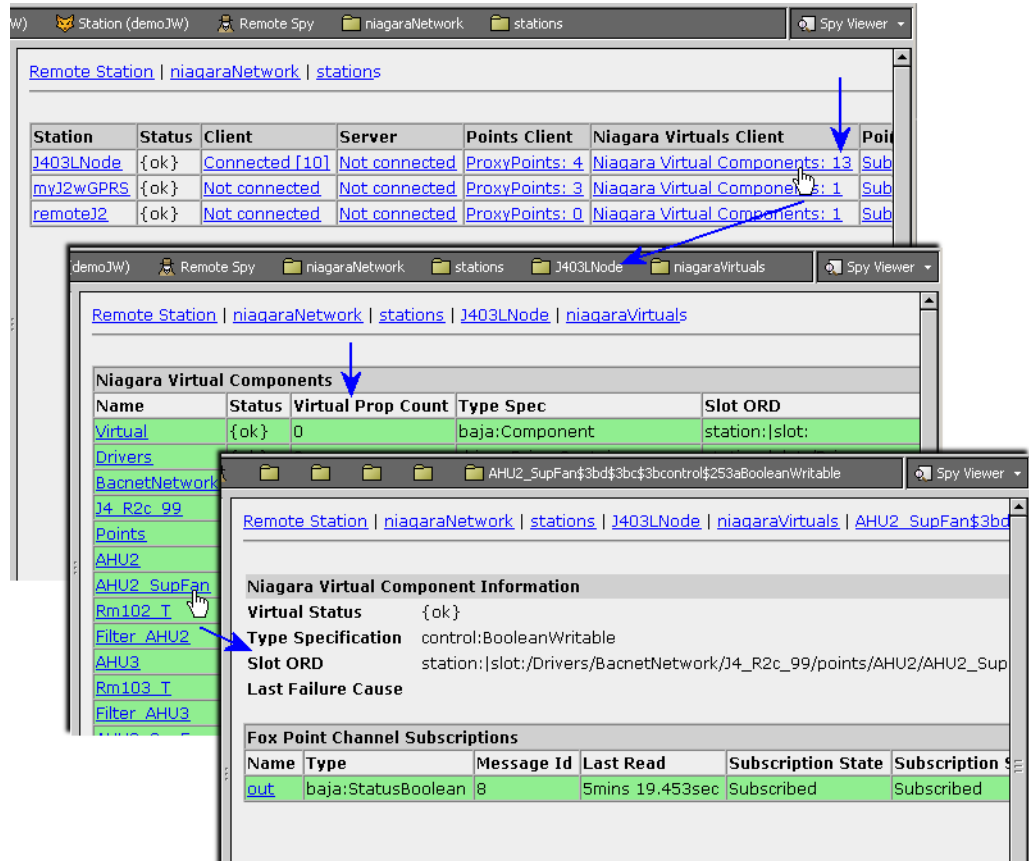 W) Station (demoJW) Remote Spy niagaraNetwork stations Spy Viewer
Remote Station | niagaraNetwork | stations
Station Status Client Server Points Client Niagara Virtuals Client
J403LNode {ok} Connected [10] Not connected ProxyPoints: 4 Niagara Virtual Components: 13 Sub
myJ2wGPRS {ok} Not connected Not connected ProxyPoints: 3 Niagara Virtual Components: 1 Sub
remoteJ2 {ok} Not connected Not connected ProxyPoints: 0 Niagara Virtual Components: 1 Sub
(demoJW) Remote Spy niagaraNetwork stations J403LNode niagaraVirtuals Spy Viewer
Remote Station | niagaraNetwork | stations | J403LNode | niagaraVirtuals
Niagara Virtual Components
Name Status Virtual Prop Count Type Spec Slot ORD
Virtual {ok} 0 baja:Component station:|slot:
Drivers
BacnetNetwork
J4_R2c_99
Points
AHU2
AHU2_SupFan
Rm102_T
Filter_AHU2
AHU3
Rm103_T
Filter_AHU3
AHU2_SupFan$3bd$3bc$3bcontrol$253aBooleanWritable Spy Viewer
Remote Station | niagaraNetwork | stations | J403LNode | niagaraVirtuals | AHU2_SupFan$3bd
Niagara Virtual Component Information
Virtual Status {ok}
Type Specification control:BooleanWritable
Slot ORD station:|slot:/Drivers/BacnetNetwork/J4_R2c_99/points/AHU2/AHU2_Sup
Last Failure Cause
Fox Point Channel Subscriptions
Name Type Message Id Last Read Subscription State Subscription S
out baja:StatusBoolean 8 5mins 19.453sec Subscribed Subscribed